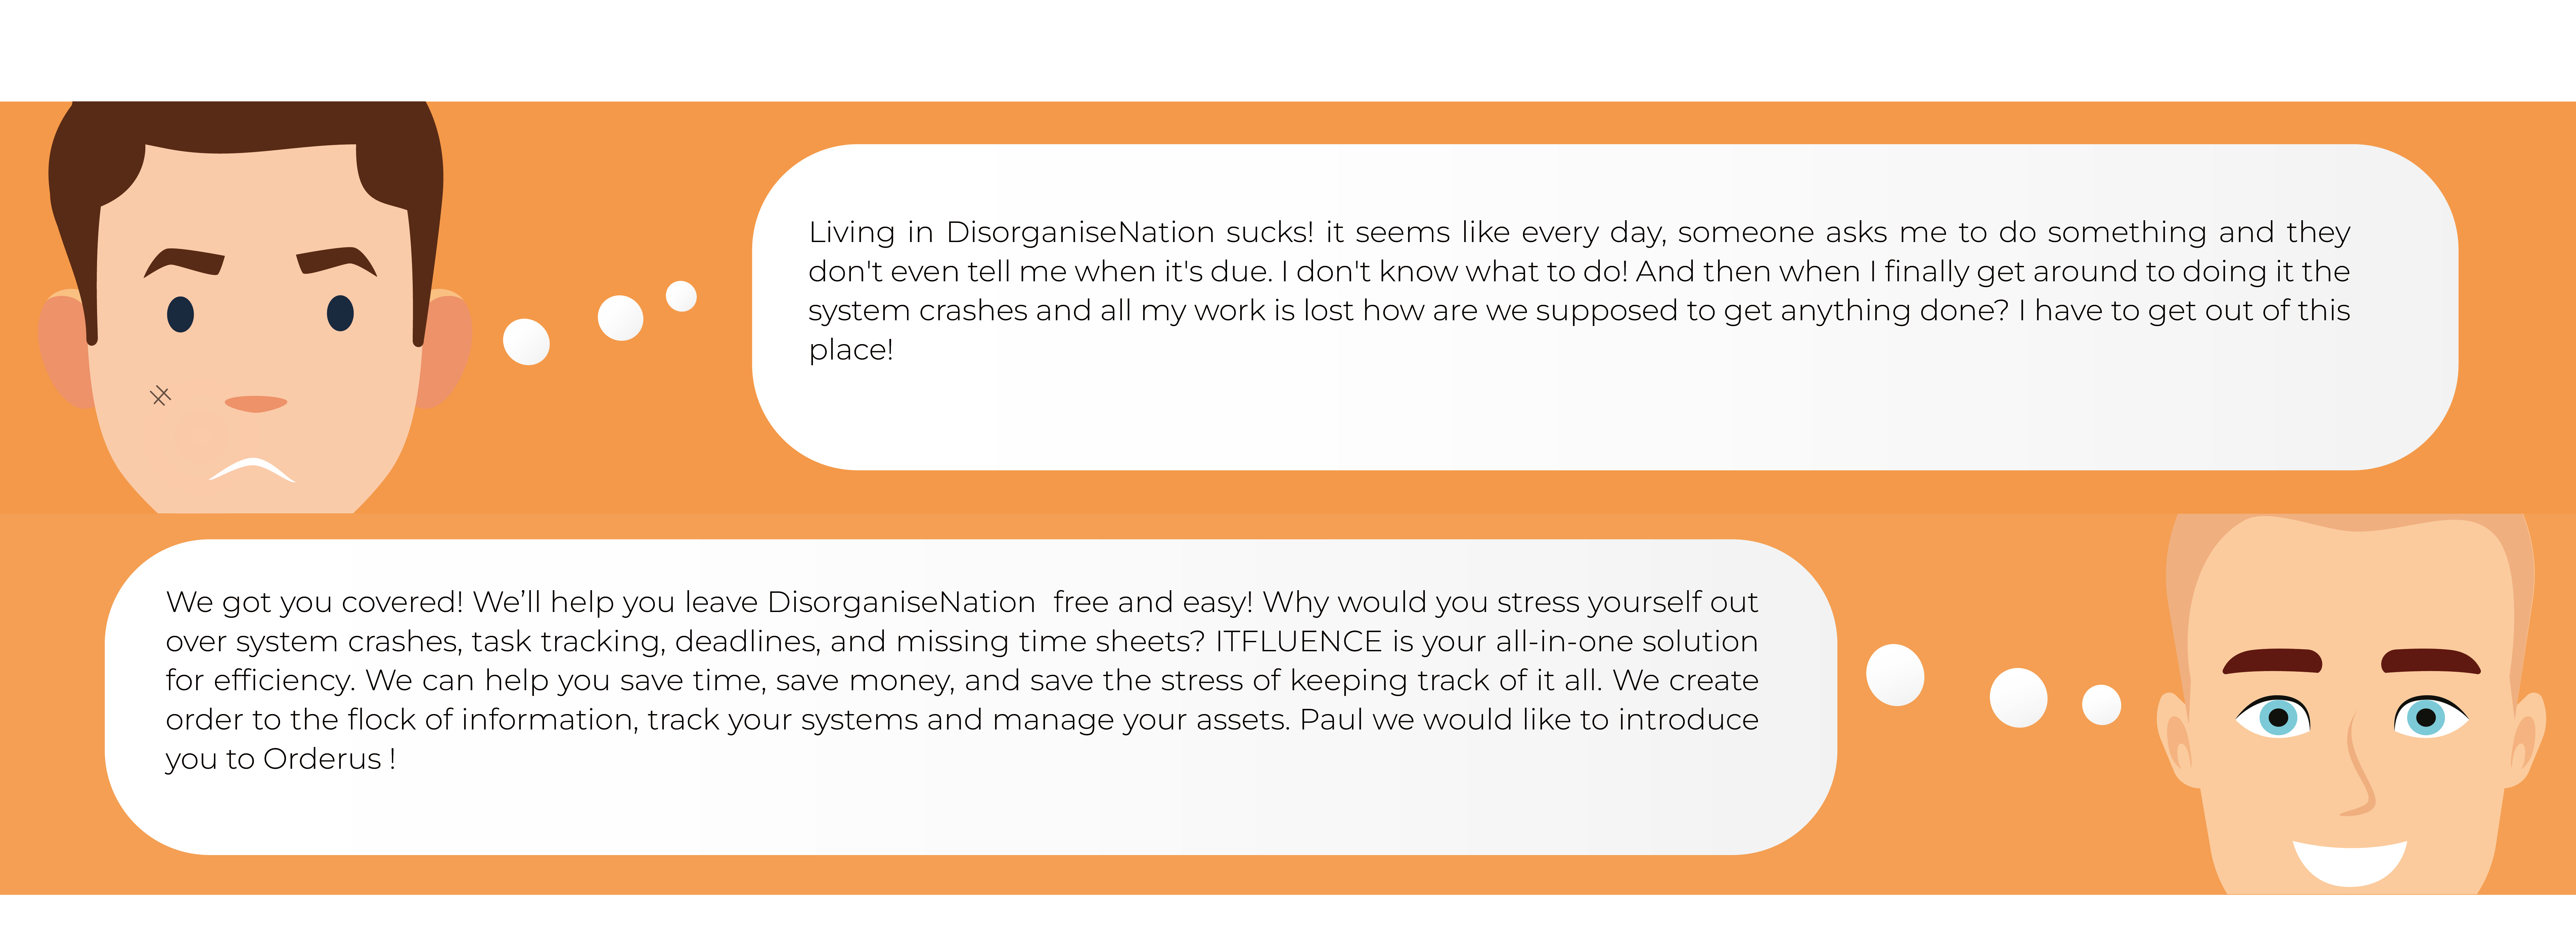 Living in DisorganiseNation sucks! it seems like every day, someone asks me to do something and they
don't even tell me when it's due. I don't know what to do! And then when I finally get around to doing it the
system crashes and all my work is lost how are we supposed to get anything done? I have to get out of this
place!
We got you covered! We’ll help you leave DisorganiseNation  free and easy! Why would you stress yourself out
over system crashes, task tracking, deadlines, and missing time sheets? ITFLUENCE is your all-in-one solution
for efficiency. We can help you save time, save money, and save the stress of keeping track of it all. We create
order to the flock of information, track your systems and manage your assets. Paul we would like to introduce
you to Orderus !